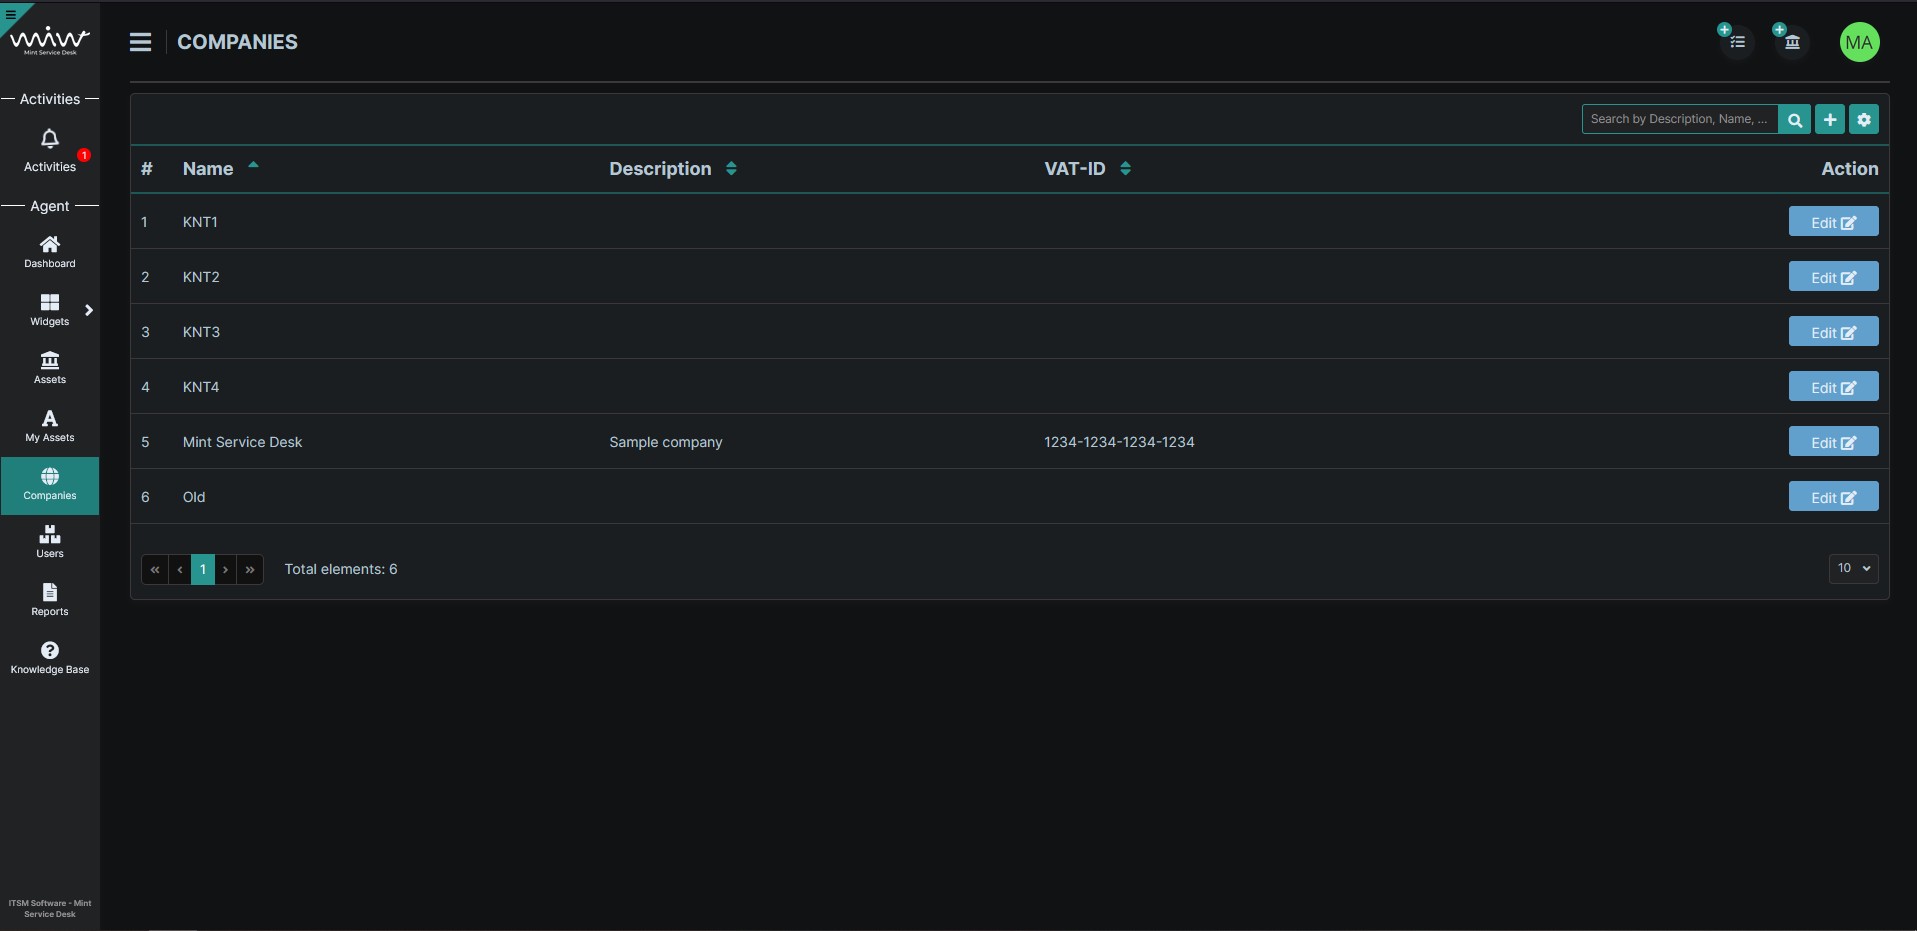 Mint Service Desk
COMPANIES
MA
Activities
Activities 1
Agent
Dashboard
Widgets
Assets
My Assets
Companies
Users
Reports
Knowledge Base
ITSM Software - Mint
Service Desk
Search by Description, Name, ...
# Name Description VAT-ID Action
1 KNT1 Edit
2 KNT2 Edit
3 KNT3 Edit
4 KNT4 Edit
5 Mint Service Desk Sample company 1234-1234-1234-1234 Edit
6 Old Edit
« ‹ 1 › » Total elements: 6 10